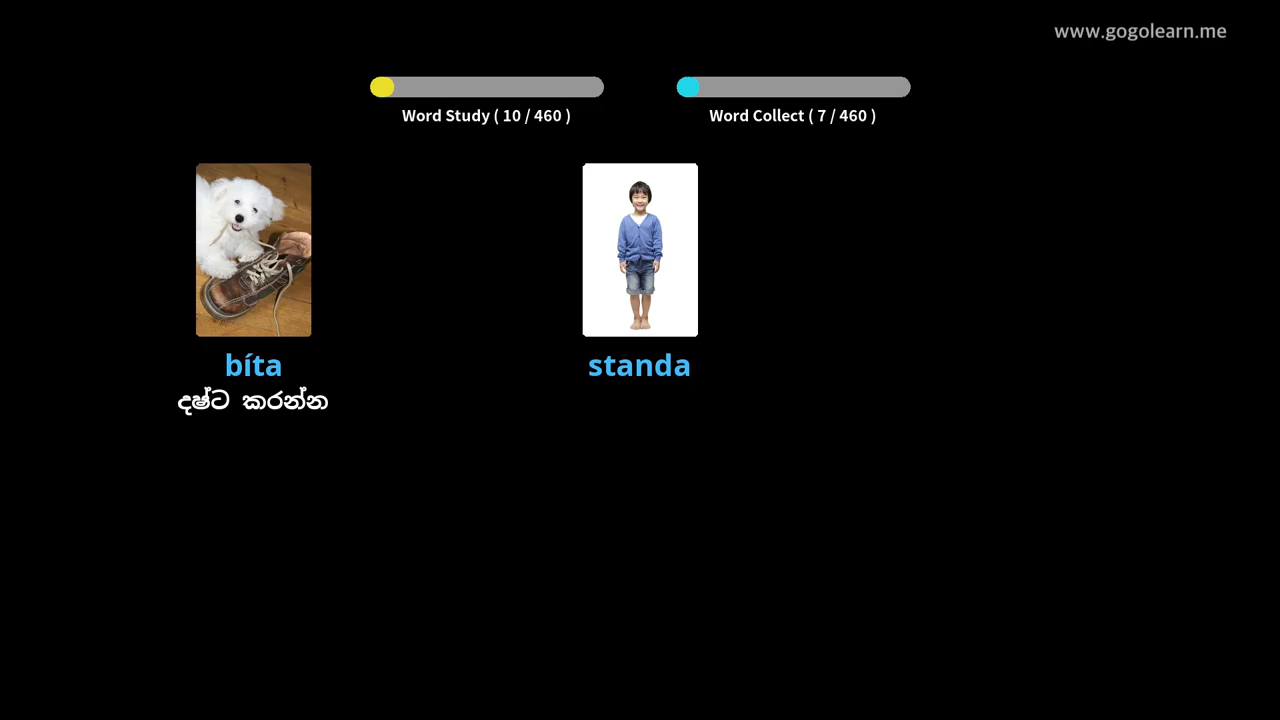 www.gogolearn.me
Word Study ( 10 / 460 )
Word Collect ( 7 / 460 )
bíta
standa
දෂ්ට කරන්න